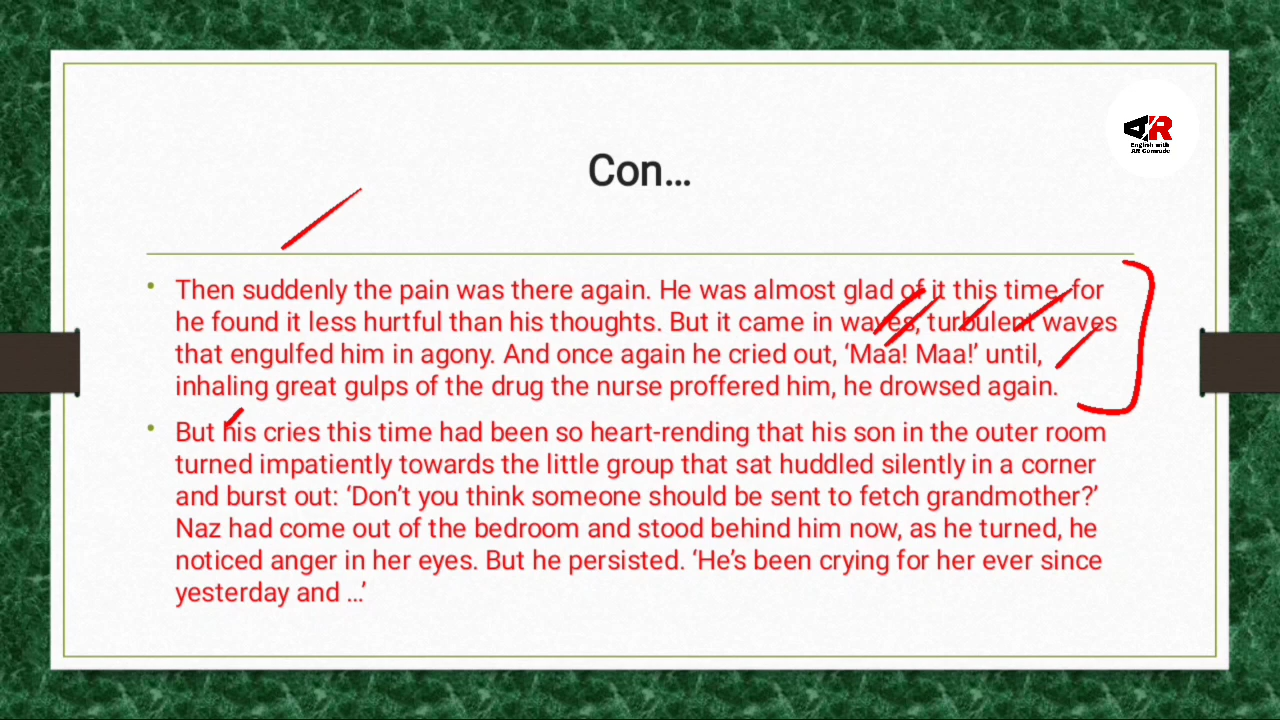 AR
English with
AR Comrade
Con...
• Then suddenly the pain was there again. He was almost glad of it this time, for
he found it less hurtful than his thoughts. But it came in waves, turbulent waves
that engulfed him in agony. And once again he cried out, ‘Maa! Maa!’ until,
inhaling great gulps of the drug the nurse proffered him, he drowsed again.
• But his cries this time had been so heart-rending that his son in the outer room
turned impatiently towards the little group that sat huddled silently in a corner
and burst out: ‘Don’t you think someone should be sent to fetch grandmother?’
Naz had come out of the bedroom and stood behind him now, as he turned, he
noticed anger in her eyes. But he persisted. ‘He’s been crying for her ever since
yesterday and ...’